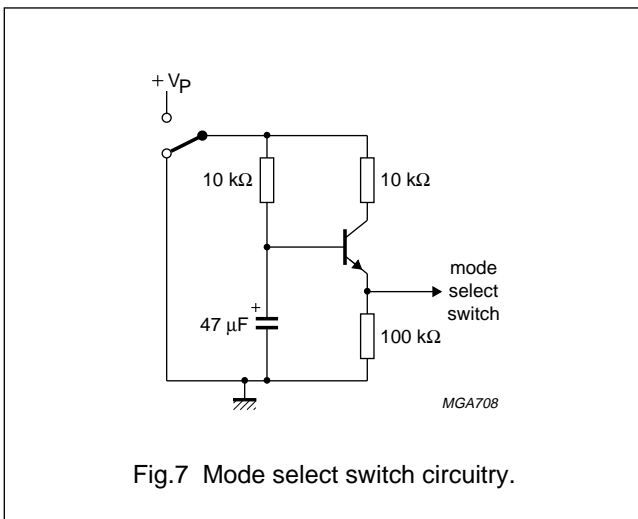 + VP
10 kΩ
10 kΩ
mode
select
switch
+
47 µF
100 kΩ
MGA708
Fig.7 Mode select switch circuitry.